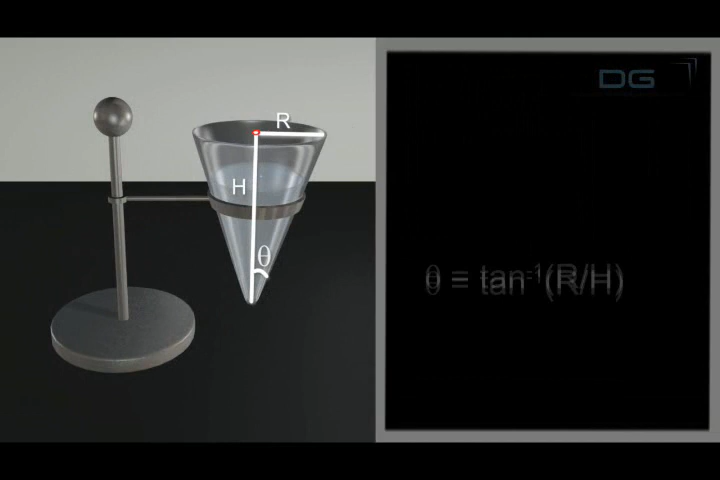 DG
R
H
θ
θ = tan⁻¹(R/H)